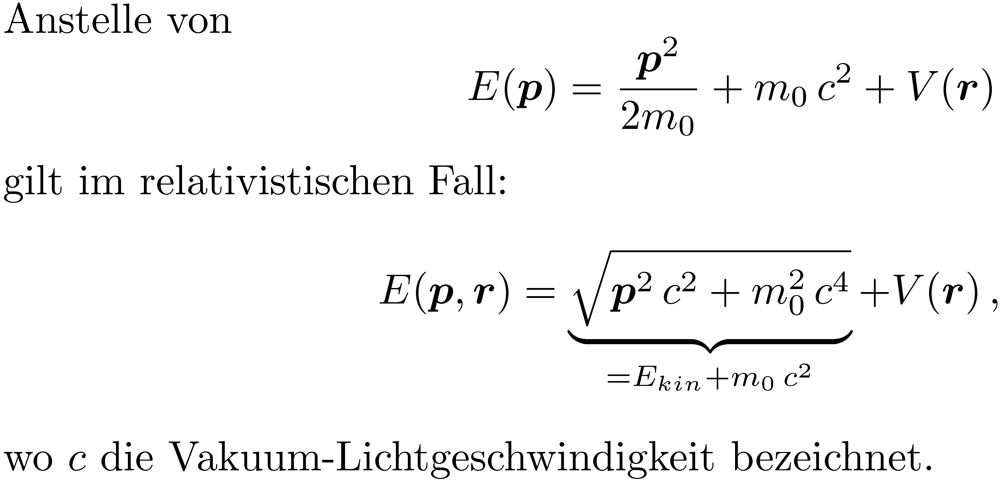 Anstelle von
$E(\boldsymbol{p}) = \frac{\boldsymbol{p}^2}{2m_0} + m_0\, c^2 + V(\boldsymbol{r})$
gilt im relativistischen Fall:
$E(\boldsymbol{p}, \boldsymbol{r}) = \underbrace{\sqrt{\boldsymbol{p}^2\, c^2 + m_0^2\, c^4}}_{=E_{kin}+m_0\, c^2} + V(\boldsymbol{r})\,,$
wo $c$ die Vakuum-Lichtgeschwindigkeit bezeichnet.